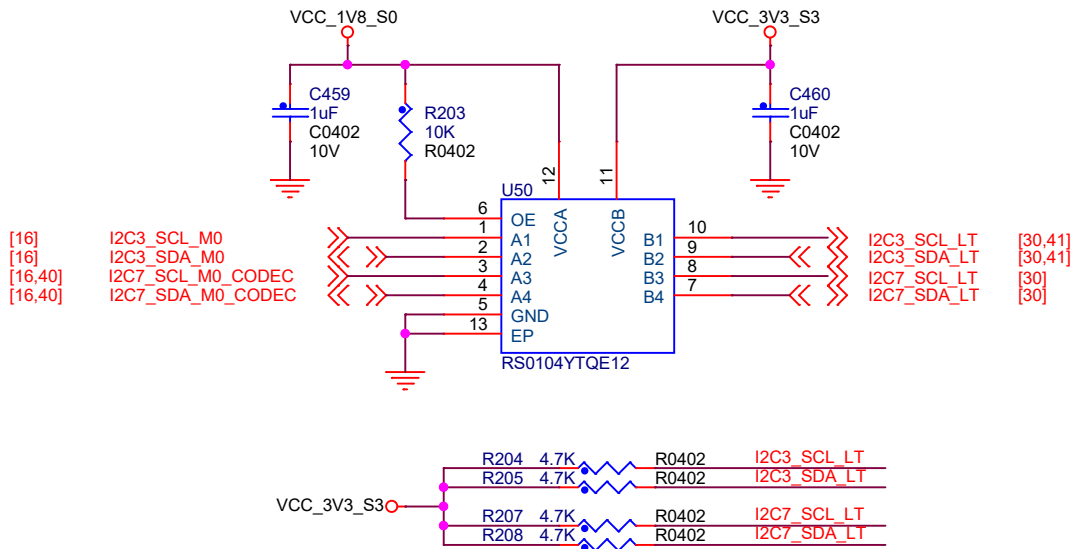 VCC_1V8_S0
VCC_3V3_S3
C459
1uF
C0402
10V
R203
10K
R0402
C460
1uF
C0402
10V
12
11
U50
VCCA
VCCB
6 OE
[16] I2C3_SCL_M0 1 A1 B1 10 I2C3_SCL_LT [30,41]
[16] I2C3_SDA_M0 2 A2 B2 9 I2C3_SDA_LT [30,41]
[16,40] I2C7_SCL_M0_CODEC 3 A3 B3 8 I2C7_SCL_LT [30]
[16,40] I2C7_SDA_M0_CODEC 4 A4 B4 7 I2C7_SDA_LT [30]
5 GND
13 EP
RS0104YTQE12
R204 4.7K R0402 I2C3_SCL_LT
R205 4.7K R0402 I2C3_SDA_LT
VCC_3V3_S3
R207 4.7K R0402 I2C7_SCL_LT
R208 4.7K R0402 I2C7_SDA_LT